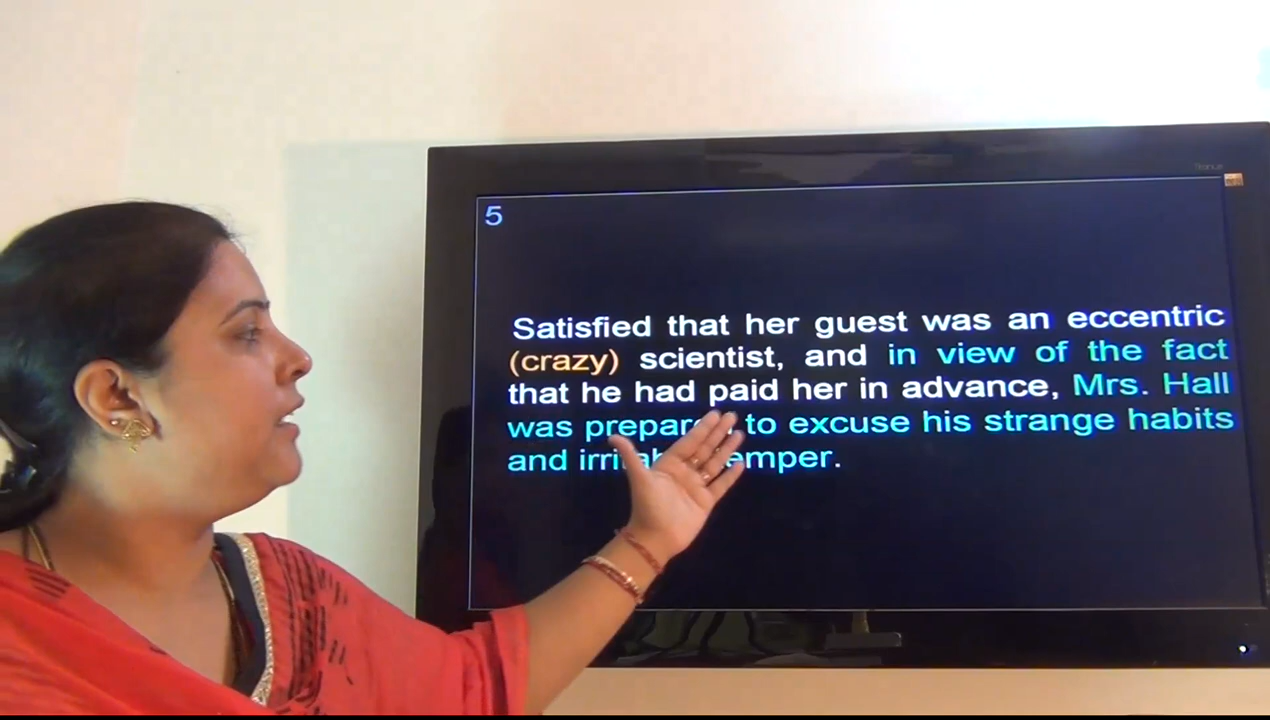 5
Satisfied that her guest was an eccentric
(crazy) scientist, and in view of the fact
that he had paid her in advance, Mrs. Hall
was to excuse his strange habits
and